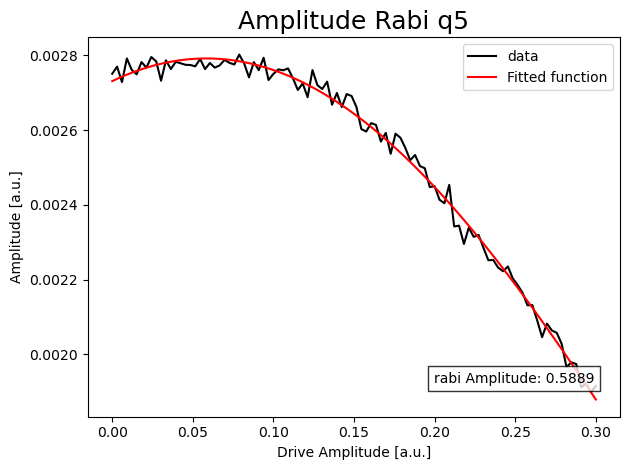 Amplitude Rabi q5
data
Fitted function
0.0028
0.0026
0.0024
0.0022
0.0020
Amplitude [a.u.]
rabi Amplitude: 0.5889
0.00
0.05
0.10
0.15
0.20
0.25
0.30
Drive Amplitude [a.u.]